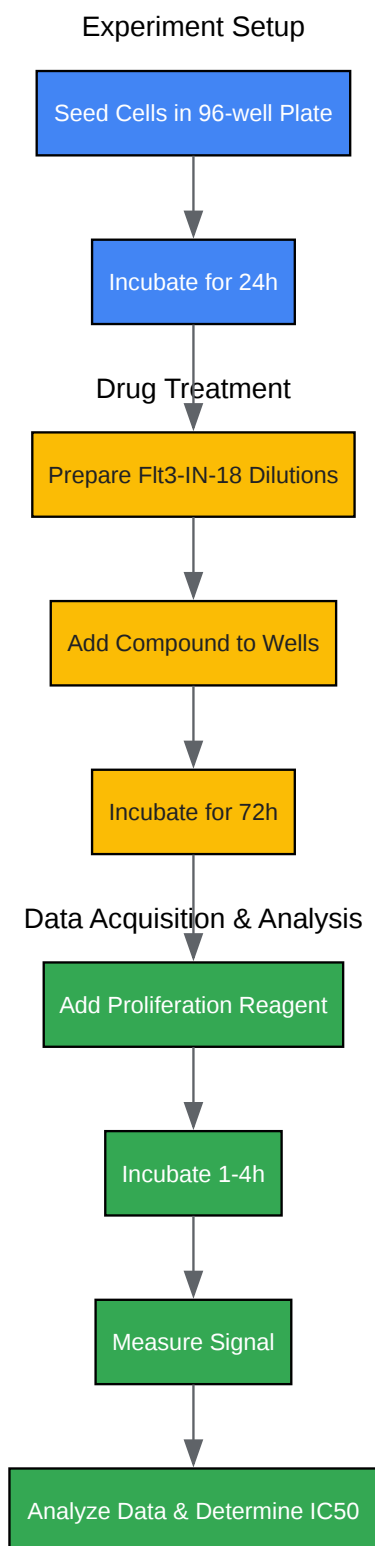 Experiment Setup
Seed Cells in 96-well Plate
Incubate for 24h
Drug Treatment
Prepare Flt3-IN-18 Dilutions
Add Compound to Wells
Incubate for 72h
Data Acquisition & Analysis
Add Proliferation Reagent
Incubate 1-4h
Measure Signal
Analyze Data & Determine IC50